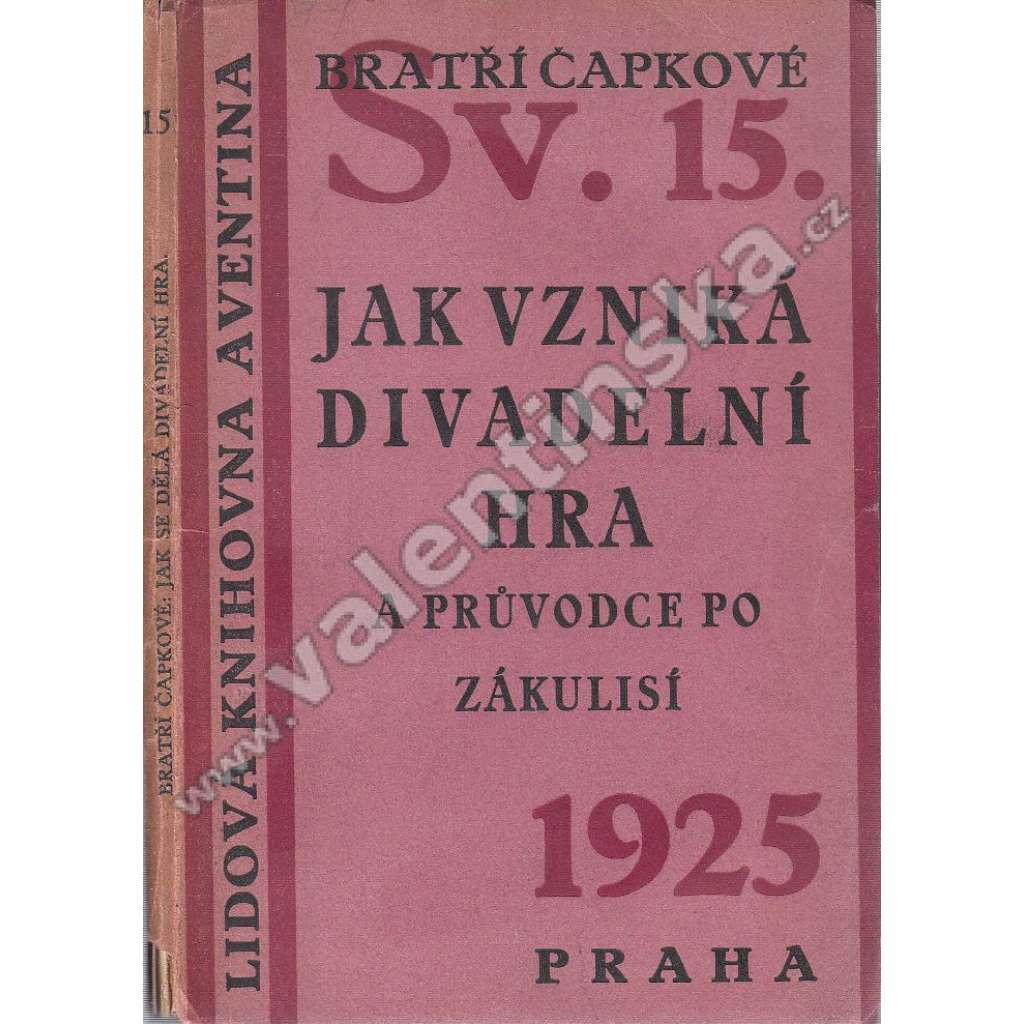 BRATŘÍ ČAPKOVÉ
Sv. 15.
JAK VZNIKÁ
DIVADELNÍ
HRA
A PRŮVODCE PO
ZÁKULISÍ
1925
PRAHA
LIDOVÁ KNIHOVNA AVENTINA
15
BRATŘÍ ČAPKOVÉ: JAK SE DĚLÁ DIVADELNÍ HRA.
www.valentinska.cz